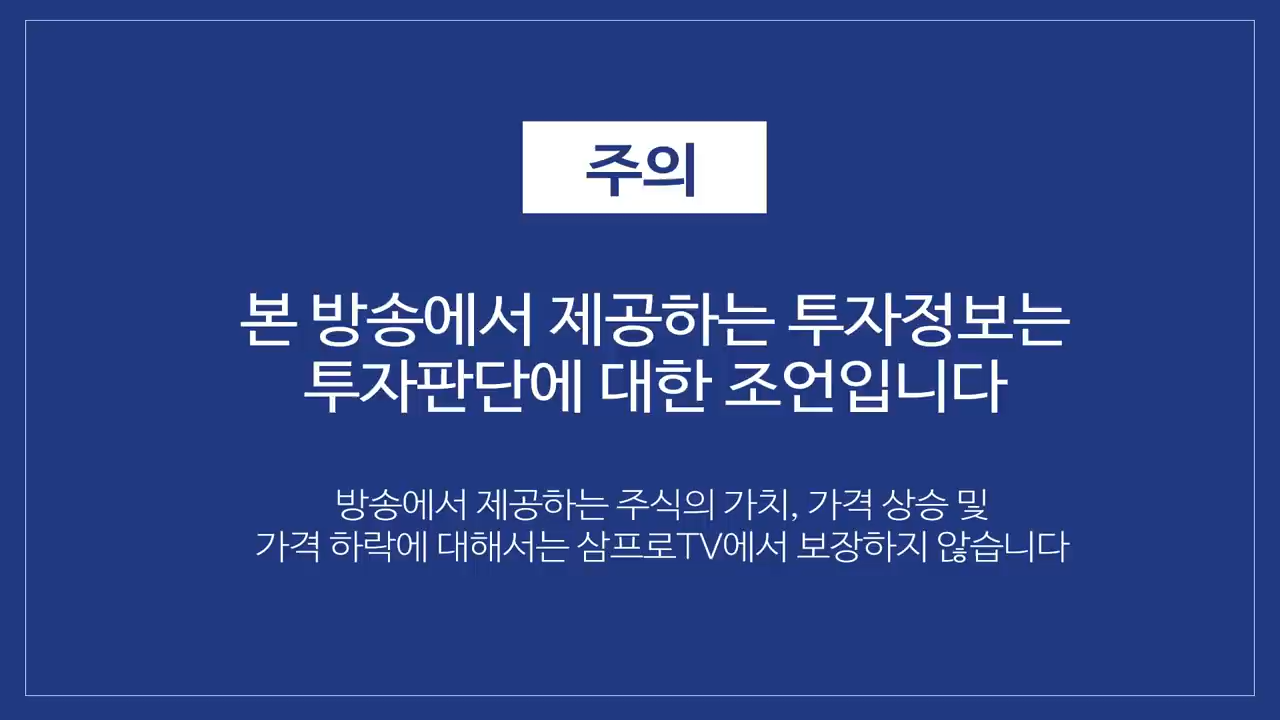 주의
본 방송에서 제공하는 투자정보는
투자판단에 대한 조언입니다
방송에서 제공하는 주식의 가치, 가격 상승 및
가격 하락에 대해서는 삼프로TV에서 보장하지 않습니다